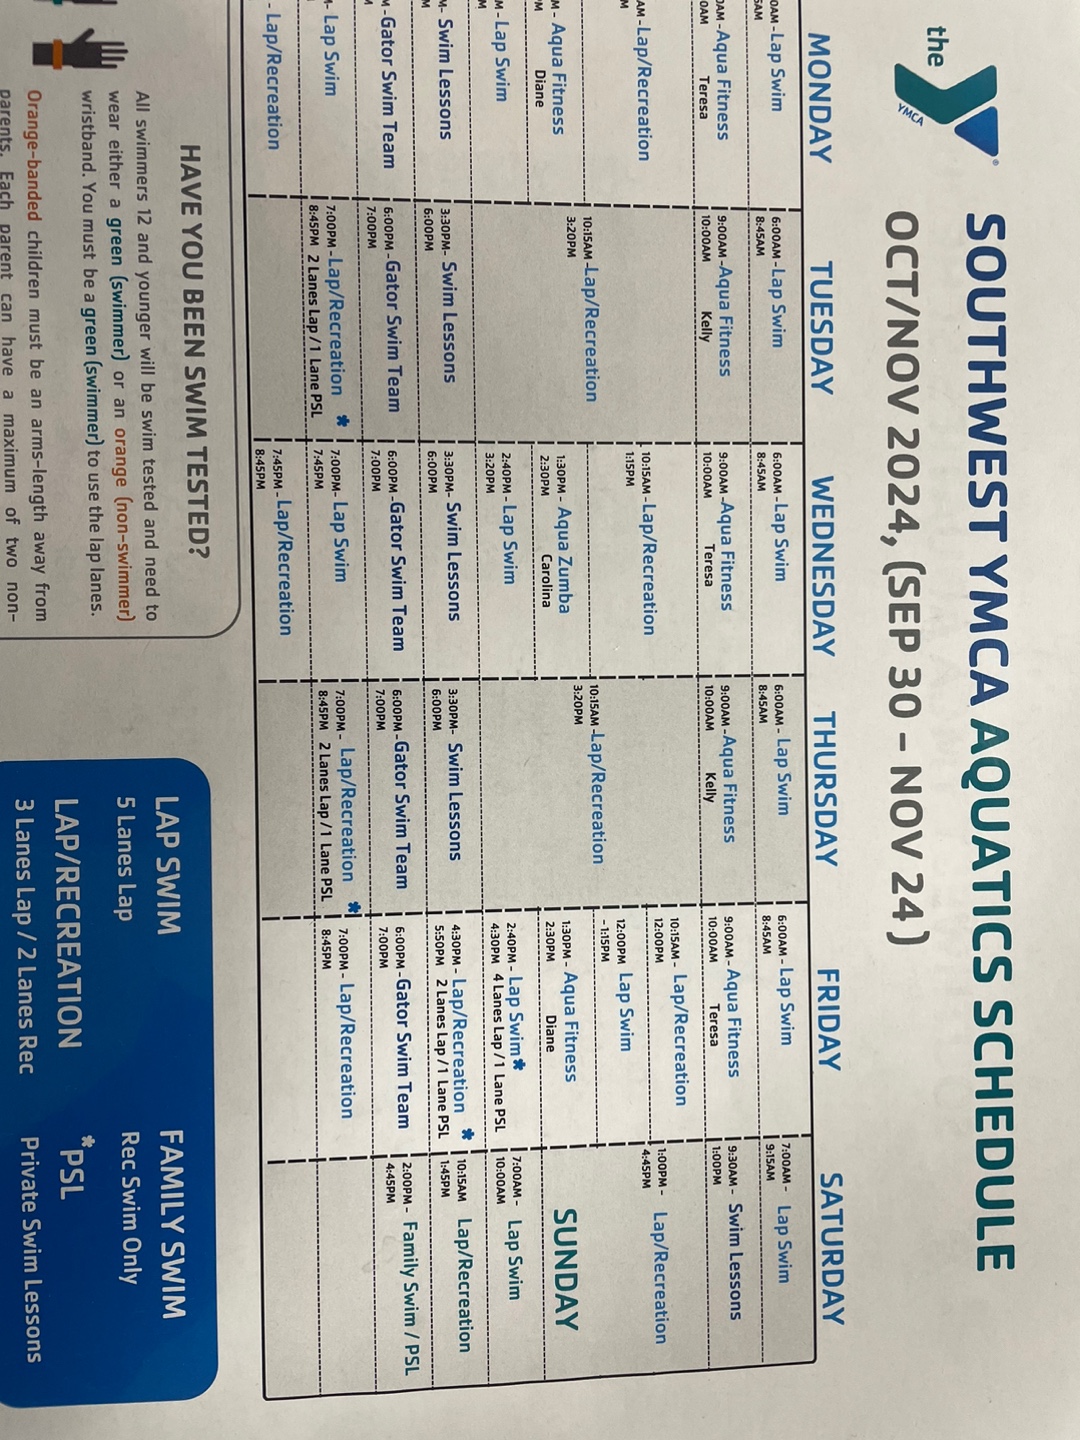 the
YMCA
SOUTHWEST YMCA AQUATICS SCHEDULE
OCT/NOV 2024, (SEP 30 – NOV 24 )
MONDAY
0AM -Lap Swim
5AM
0AM -Aqua Fitness
0AM Teresa
AM -Lap/Recreation
M
M- Aqua Fitness
M Diane
M- Lap Swim
M
M- Swim Lessons
M
M -Gator Swim Team
M
- Lap Swim
- Lap/Recreation
TUESDAY
6:00AM -Lap Swim
8:45AM
9:00AM -Aqua Fitness
10:00AM Kelly
10:15AM -Lap/Recreation
3:20PM
3:30PM- Swim Lessons
6:00PM
6:00PM -Gator Swim Team
7:00PM
7:00PM -Lap/Recreation *
8:45PM 2 Lanes Lap /1 Lane PSL
WEDNESDAY
6:00AM -Lap Swim
8:45AM
9:00AM -Aqua Fitness
10:00AM Teresa
10:15AM -Lap/Recreation
1:15PM
1:30PM - Aqua Zumba
2:30PM Carolina
2:40PM - Lap Swim
3:20PM
3:30PM- Swim Lessons
6:00PM
6:00PM -Gator Swim Team
7:00PM
7:00PM- Lap Swim
7:45PM
7:45PM - Lap/Recreation
8:45PM
THURSDAY
6:00AM - Lap Swim
8:45AM
9:00AM -Aqua Fitness
10:00AM Kelly
10:15AM -Lap/Recreation
3:20PM
3:30PM- Swim Lessons
6:00PM
6:00PM -Gator Swim Team
7:00PM
7:00PM - Lap/Recreation *
8:45PM 2 Lanes Lap /1 Lane PSL
FRIDAY
6:00AM - Lap Swim
8:45AM
9:00AM - Aqua Fitness
10:00AM Teresa
10:15AM - Lap/Recreation
12:00PM
12:00PM Lap Swim
- 1:15PM
1:30PM - Aqua Fitness
2:30PM Diane
2:40PM - Lap Swim*
4:30PM 4 Lanes Lap / 1 Lane PSL
4:30PM - Lap/Recreation *
5:50PM 2 Lanes Lap /1 Lane PSL
6:00PM -Gator Swim Team
7:00PM
7:00PM - Lap/Recreation
8:45PM
SATURDAY
7:00AM - Lap Swim
9:15AM
9:30AM - Swim Lessons
1:00PM
1:00PM - Lap/Recreation
4:45PM
SUNDAY
7:00AM - Lap Swim
10:00AM
10:15AM Lap/Recreation
1:45PM
2:00PM - Family Swim / PSL
4:45PM
HAVE YOU BEEN SWIM TESTED?
All swimmers 12 and younger will be swim tested and need to
wear either a green (swimmer) or an orange (non-swimmer)
wristband. You must be a green (swimmer) to use the lap lanes.
Orange-banded children must be an arms-length away from
parents. Each parent can have a maximum of two non-
LAP SWIM
5 Lanes Lap
LAP/RECREATION
3 Lanes Lap / 2 Lanes Rec
FAMILY SWIM
Rec Swim Only
*PSL
Private Swim Lessons